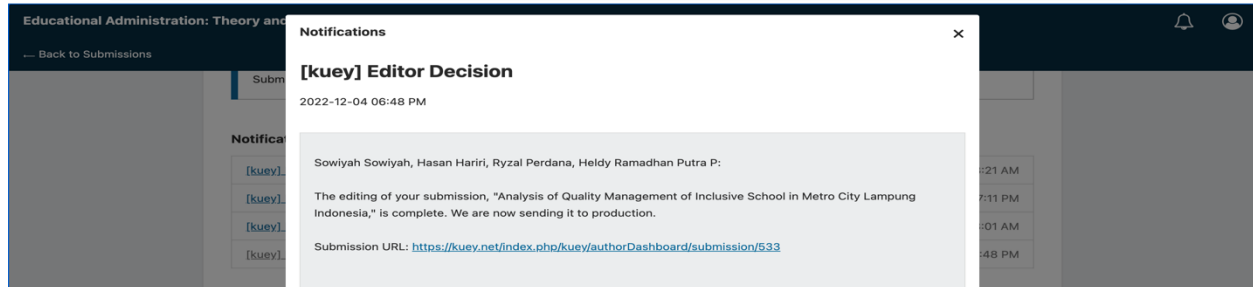 Educational Administration: Theory and
Notifications
← Back to Submissions
[kuey] Editor Decision
Subm
2022-12-04 06:48 PM
Notifica
Sowiyah Sowiyah, Hasan Hariri, Ryzal Perdana, Heldy Ramadhan Putra P:
[kuey]
:21 AM
The editing of your submission, "Analysis of Quality Management of Inclusive School in Metro City Lampung
[kuey]
7:11 PM
Indonesia," is complete. We are now sending it to production.
[kuey]
:01 AM
Submission URL: https://kuey.net/index.php/kuey/authorDashboard/submission/533
[kuey]
:48 PM